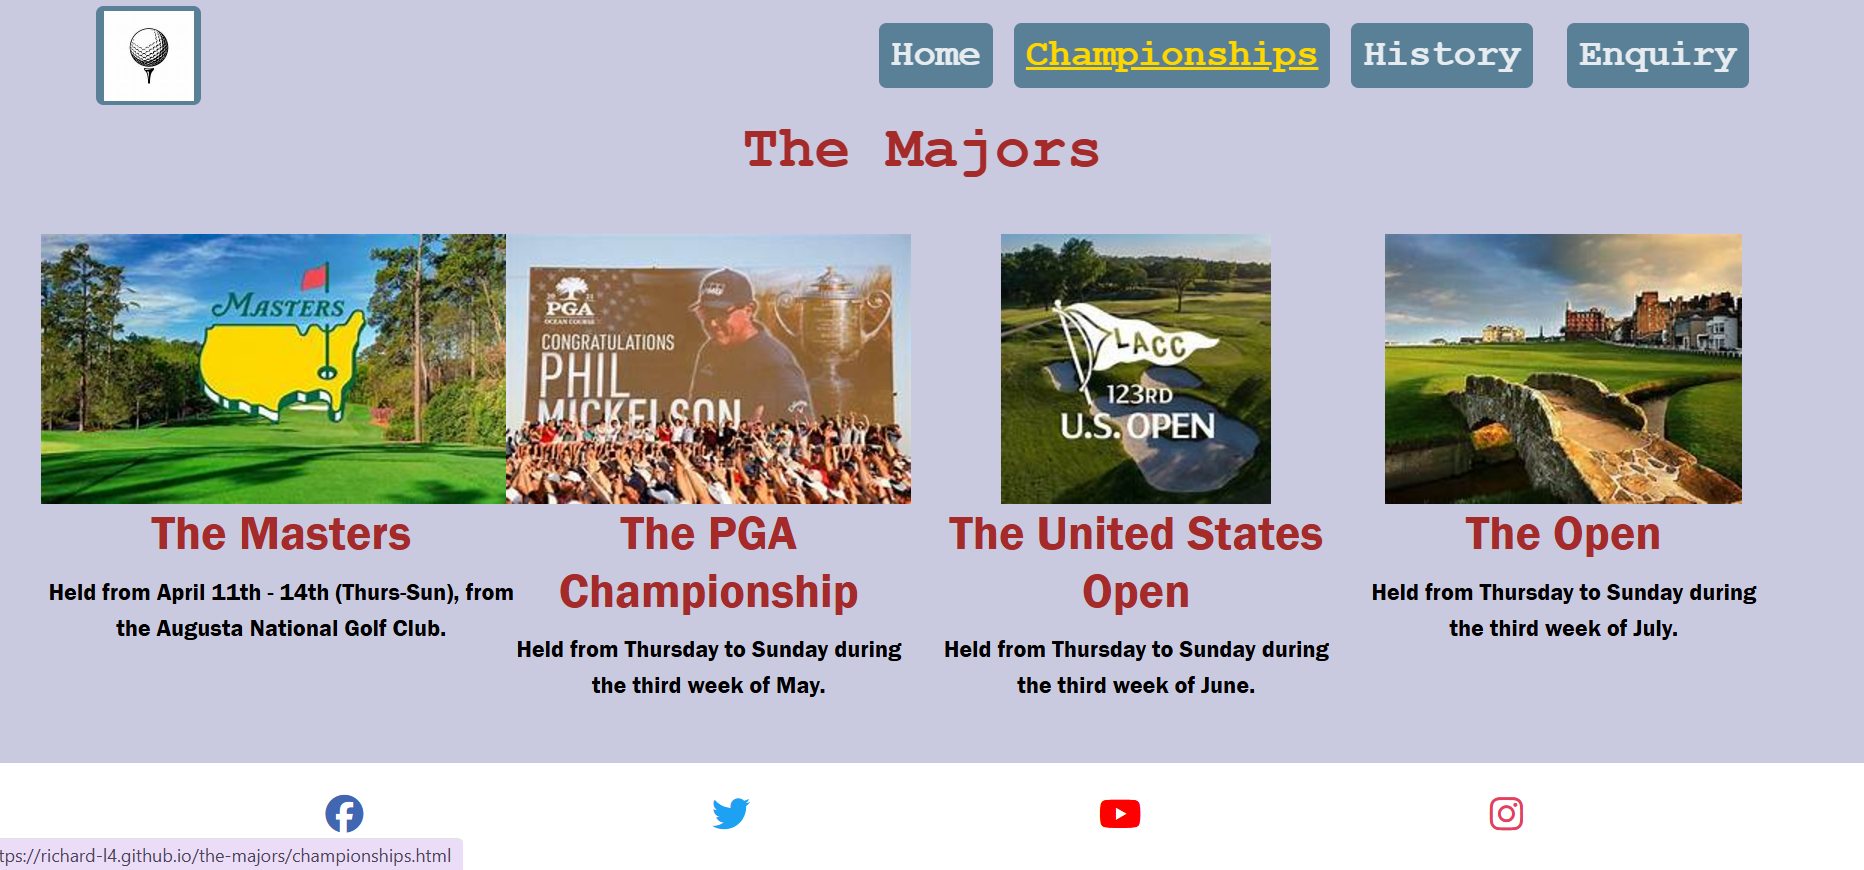 Home Championships History Enquiry
The Majors
MASTERS
20 21
PGA
OCEAN COURSE
CONGRATULATIONS
PHIL
MICKELSON
LACC
123RD
U.S. OPEN
The Masters
Held from April 11th - 14th (Thurs-Sun), from
the Augusta National Golf Club.
The PGA
Championship
Held from Thursday to Sunday during
the third week of May.
The United States
Open
Held from Thursday to Sunday during
the third week of June.
The Open
Held from Thursday to Sunday during
the third week of July.
tps://richard-l4.github.io/the-majors/championships.html